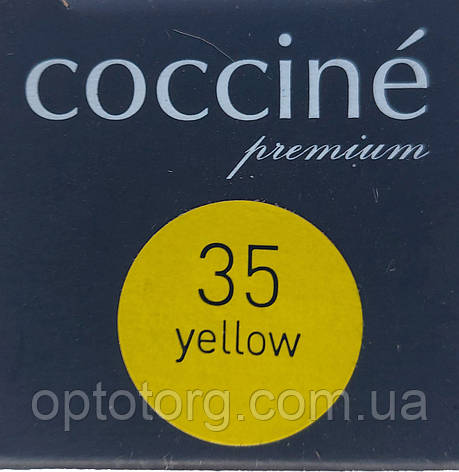 cocciné
premium
35
yellow
optotorg.com.ua